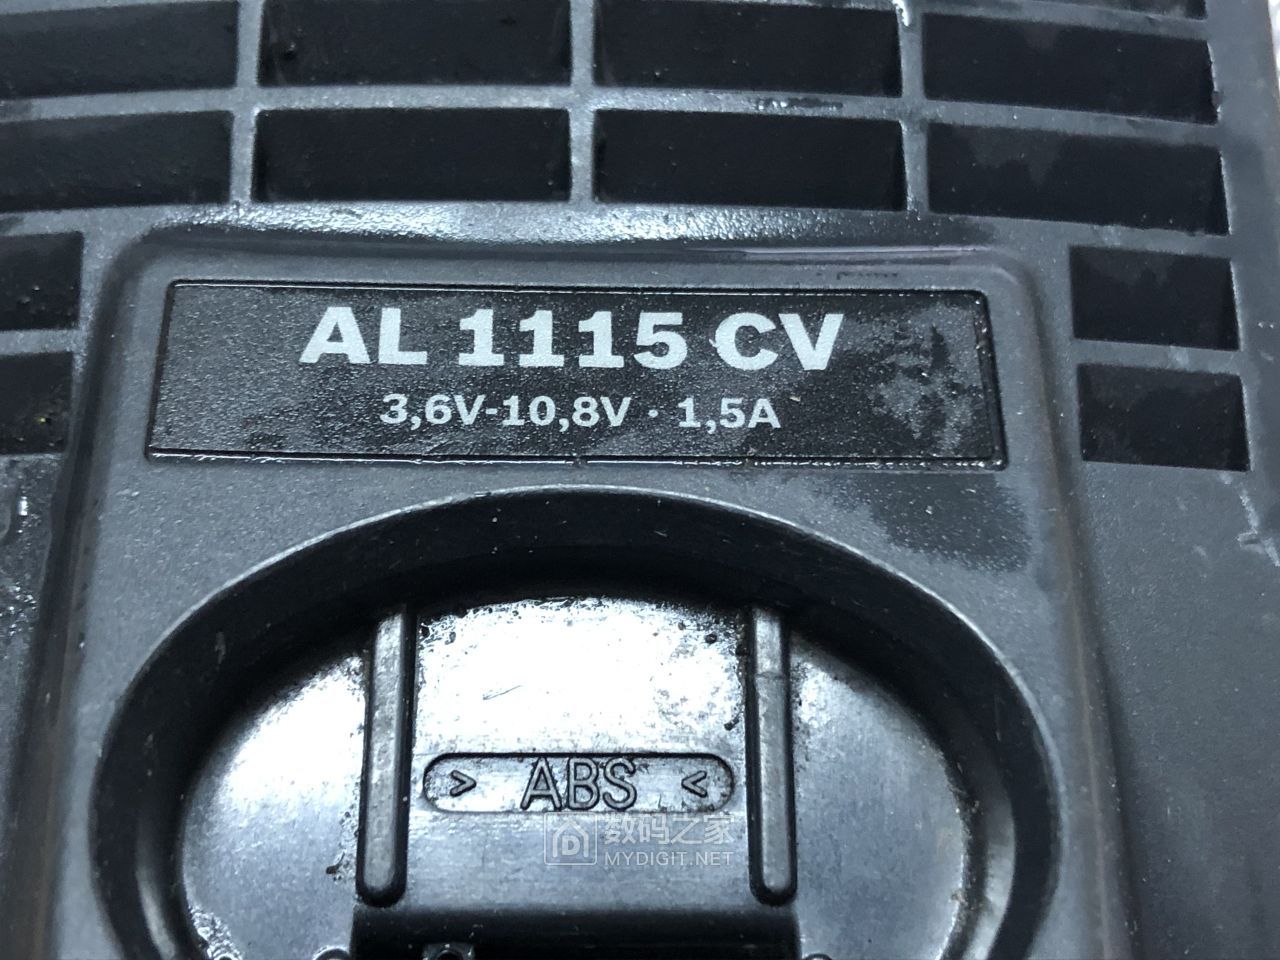 AL 1115 CV
3,6V-10,8V · 1,5A
> ABS <
数码之家
MYDIGIT.NET